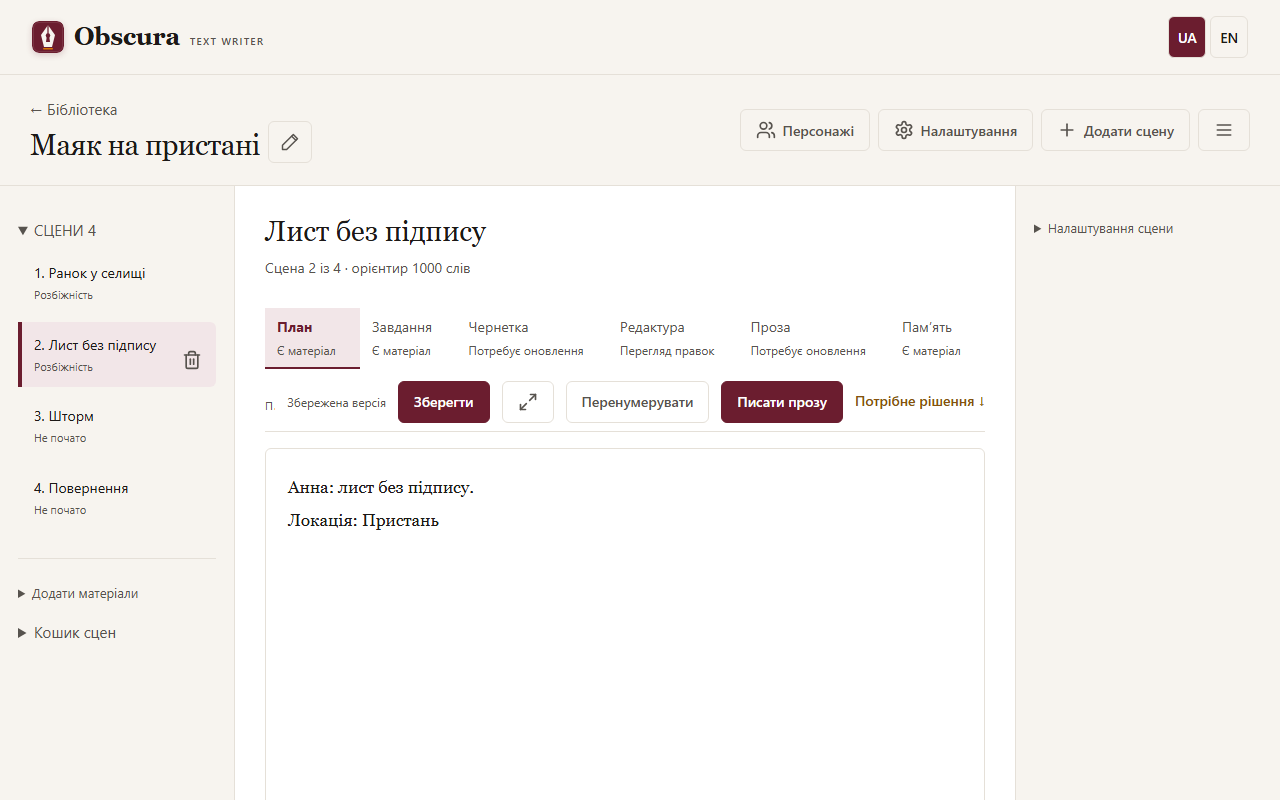 Obscura TEXT WRITER
UA EN
← Бібліотека
Маяк на пристані
Персонажі
Налаштування
Додати сцену
СЦЕНИ 4
1. Ранок у селищі
Розбіжність
2. Лист без підпису
Розбіжність
3. Шторм
Не почато
4. Повернення
Не почато
Додати матеріали
Кошик сцен
Лист без підпису
Сцена 2 із 4 · орієнтир 1000 слів
План
Є матеріал
Завдання
Є матеріал
Чернетка
Потребує оновлення
Редактура
Перегляд правок
Проза
Потребує оновлення
Пам'ять
Є матеріал
П.
Збережена версія
Зберегти
Перенумерувати
Писати прозу
Потрібне рішення ↓
Анна: лист без підпису.
Локація: Пристань
Налаштування сцени